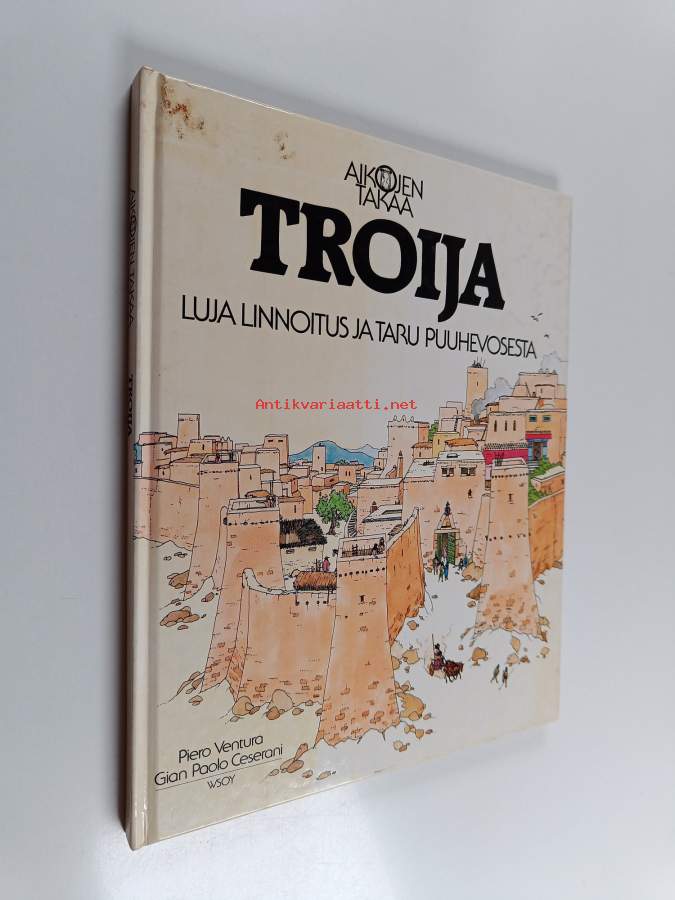 AIKOJEN
TAKAA
TROIJA
LUJA LINNOITUS JA TARU PUUHEVOSESTA
Antikvariaatti.net
Piero Ventura
Gian Paolo Ceserani
WSOY
AIKOJEN TAKAA TROIJA